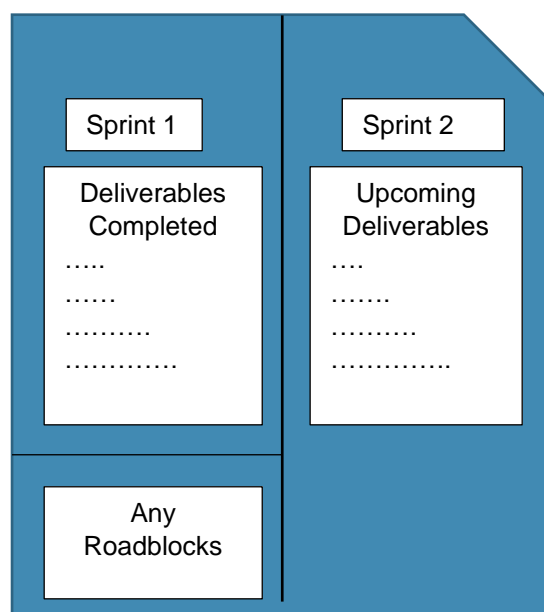 Sprint 1
Deliverables
Completed
…..
……
……….
………….
Any
Roadblocks
Sprint 2
Upcoming
Deliverables
….
…….
……….
…………..